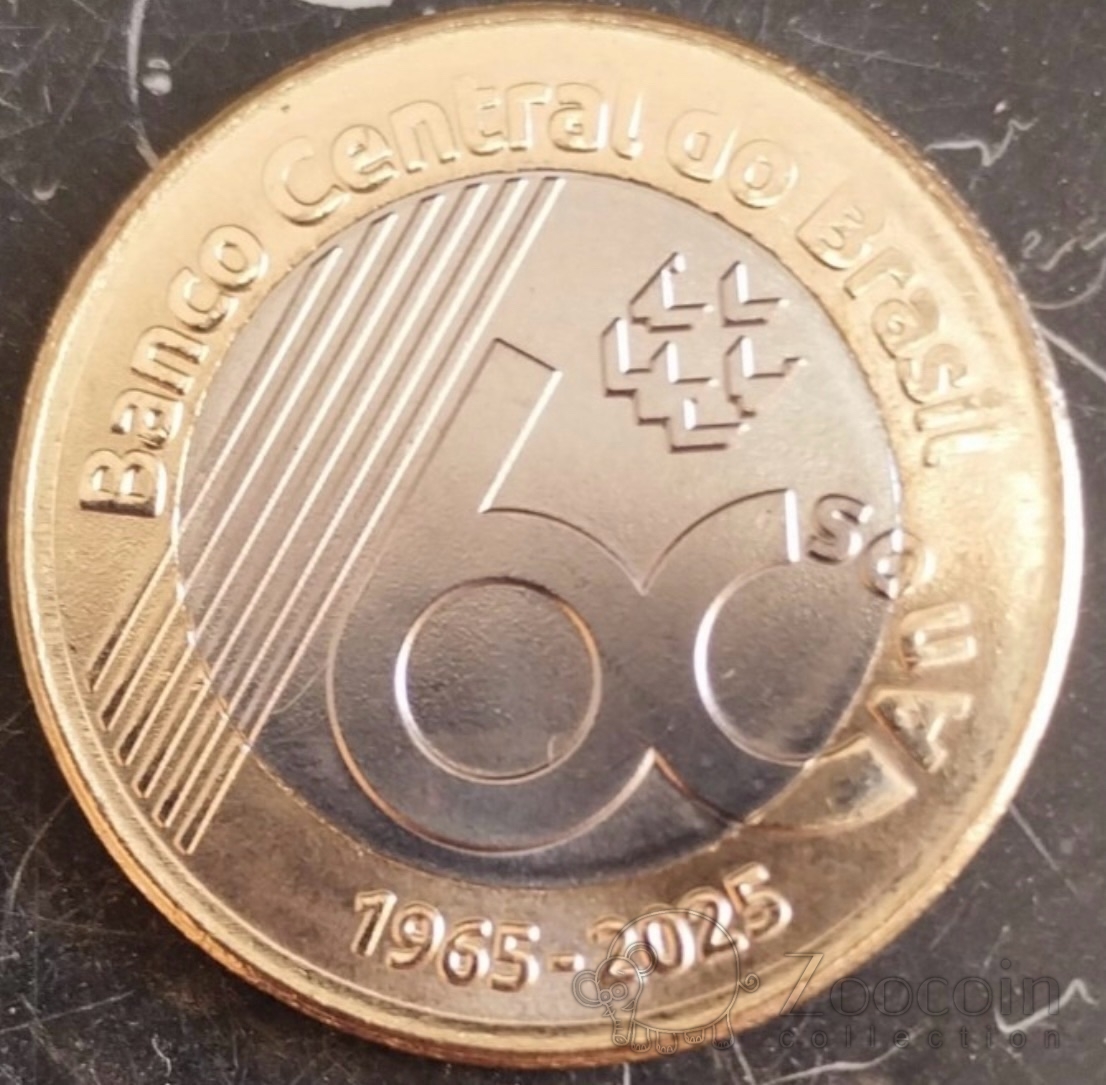 Banco Central do Brasil
60
Anos
1965-2025
Zoocoin
collection